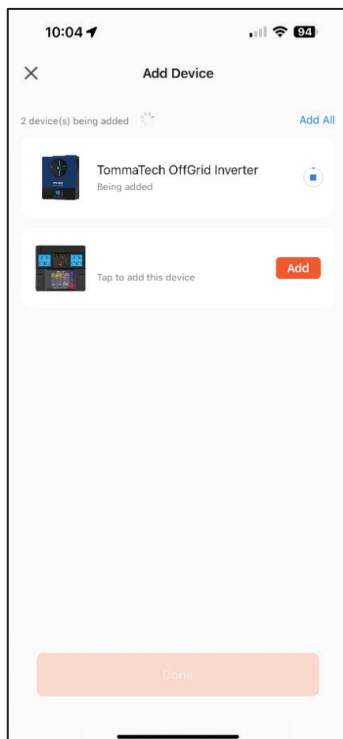 10:04
94
Add Device
2 device(s) being added
Add All
TommaTech OffGrid Inverter
Being added
Tap to add this device
Add
Done